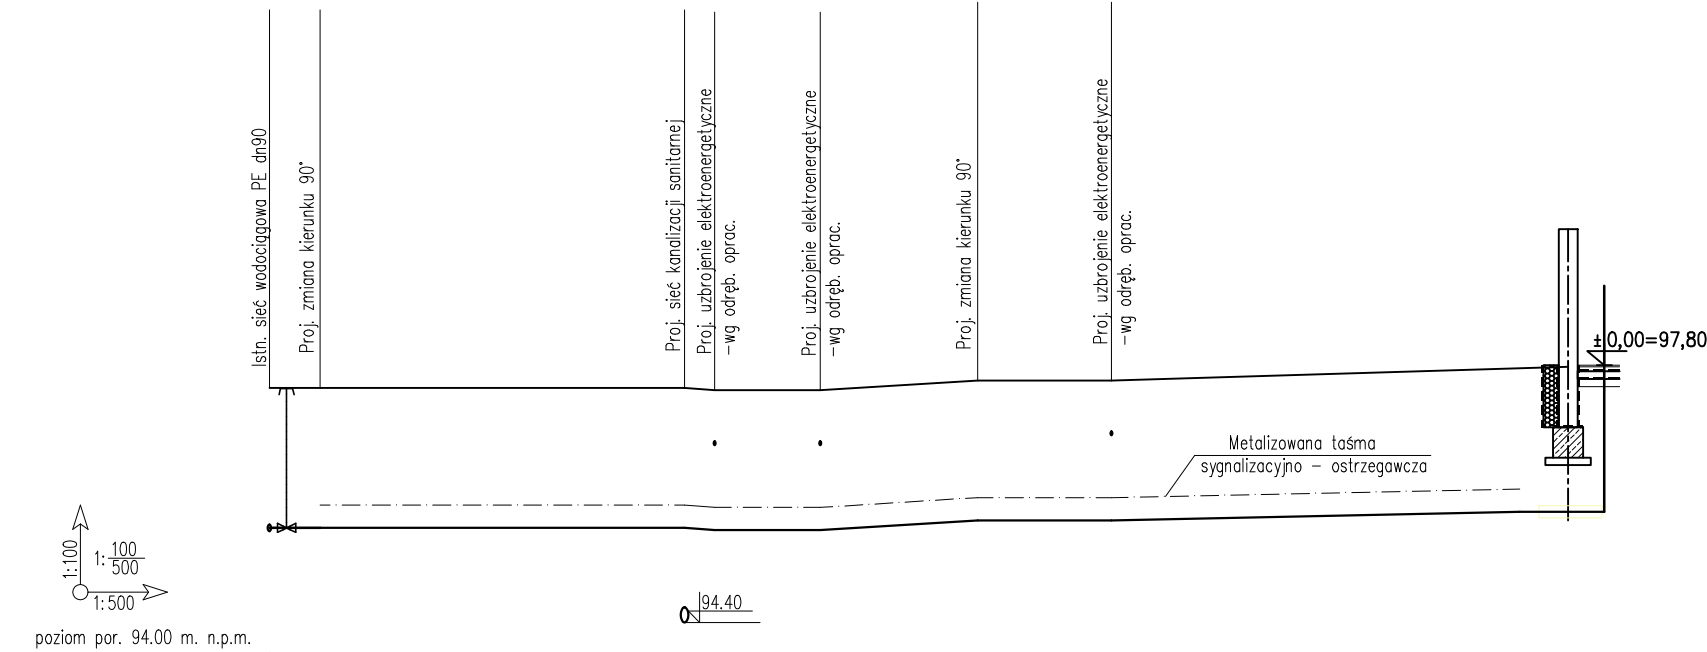 Istn. sieć wodociągowa PE dn90
Proj. zmiana kierunku 90°
Proj. sieć kanalizacji sanitarnej
Proj. uzbrojenie elektroenergetyczne
-wg odręb. oprac.
Proj. uzbrojenie elektroenergetyczne
-wg odręb. oprac.
Proj. zmiana kierunku 90°
Proj. uzbrojenie elektroenergetyczne
-wg odręb. oprac.
±0,00=97,80
Metalizowana taśma
sygnalizacyjno - ostrzegawcza
1:100
1:100/500
1:500
94.40
poziom por. 94.00 m. n.p.m.